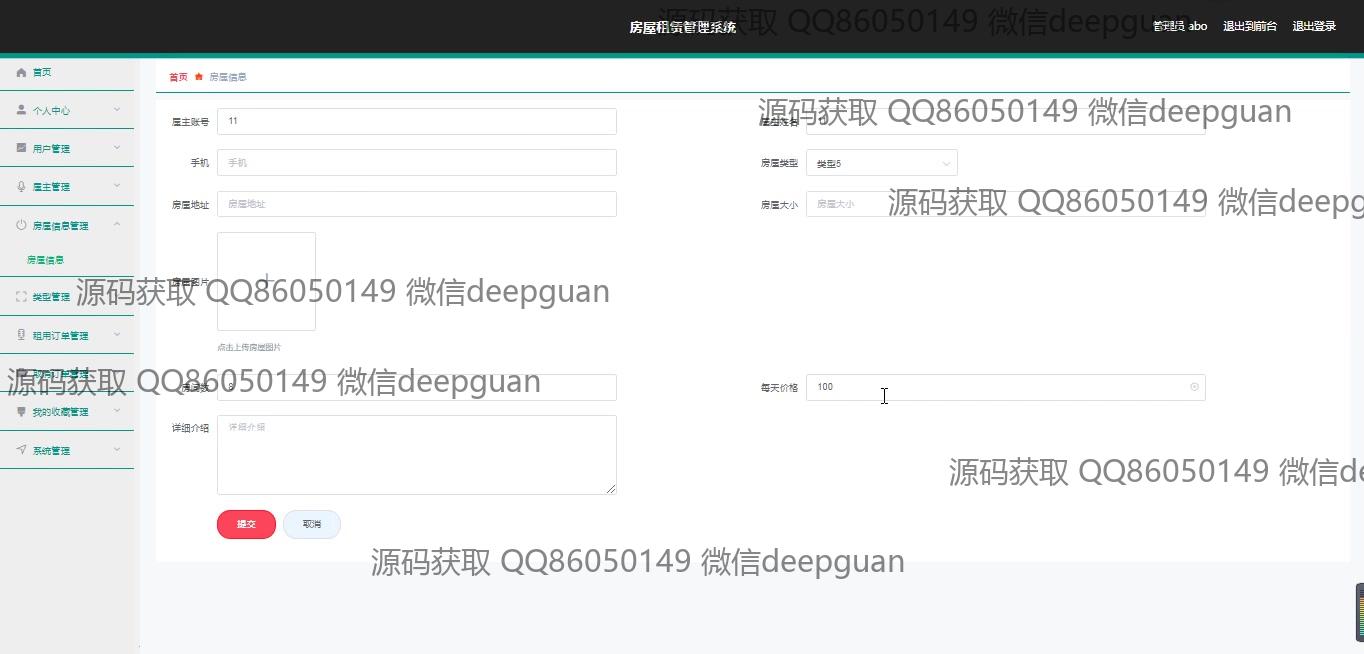 房屋租赁管理系统
源码获取 QQ86050149 微信deepguan
管理员 abo
退出到前台
退出登录
首页
个人中心
用户管理
屋主管理
房屋信息管理
房屋信息
类型管理
租用订单管理
我的收藏管理
系统管理
首页 房屋信息
屋主账号 11
源码获取 QQ86050149 微信deepguan
手机 手机
房屋类型 类型5
房屋地址 房屋地址
房屋大小 房屋大小
源码获取 QQ86050149 微信deepg
房屋图片
源码获取 QQ86050149 微信deepguan
点击上传房屋图片
源码获取 QQ86050149 微信deepguan
房间数 8
每天价格 100
详细介绍 详细介绍
源码获取 QQ86050149 微信de
提交
取消
源码获取 QQ86050149 微信deepguan